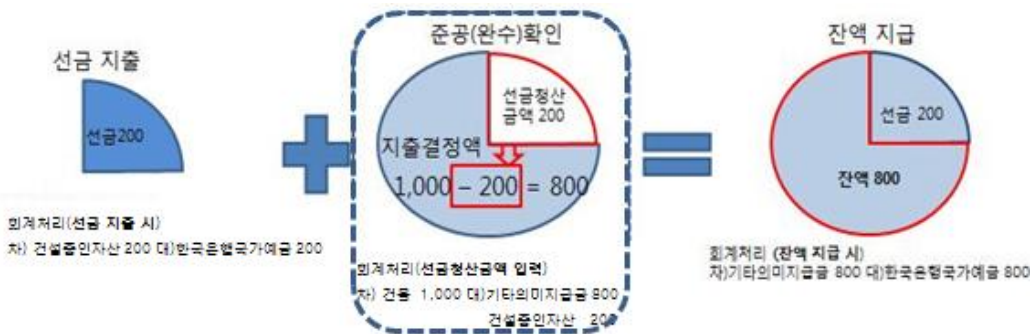 선금 지출
선금200
회계처리(선금 지출 시)
차) 건설중인자산 200 대)한국은행국가예금 200
준공(완수)확인
선금청산
금액 200
지출결정액
1,000 - 200 = 800
회계처리(선금청산금액 입력)
차) 건물 1,000 대)기타의미지급금 800
건설중인자산 200
잔액 지급
선금 200
잔액 800
회계처리 (잔액 지급 시)
차)기타의미지급금 800 대)한국은행국가예금 800